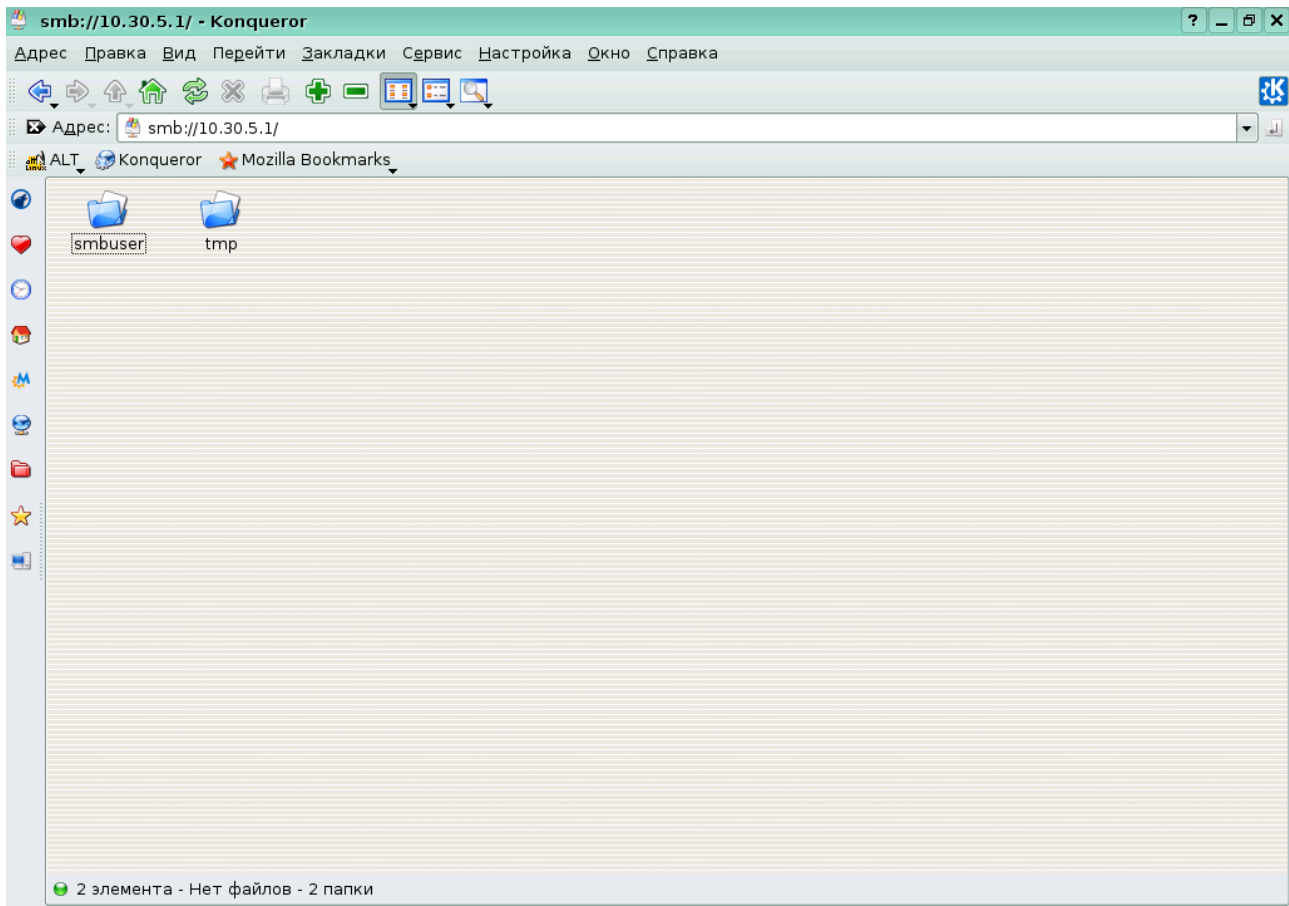 smb://10.30.5.1/ - Konqueror
Адрес Правка Вид Перейти Закладки Сервис Настройка Окно Справка
Адрес: smb://10.30.5.1/
ALT Konqueror Mozilla Bookmarks
smbuser tmp
2 элемента - Нет файлов - 2 папки